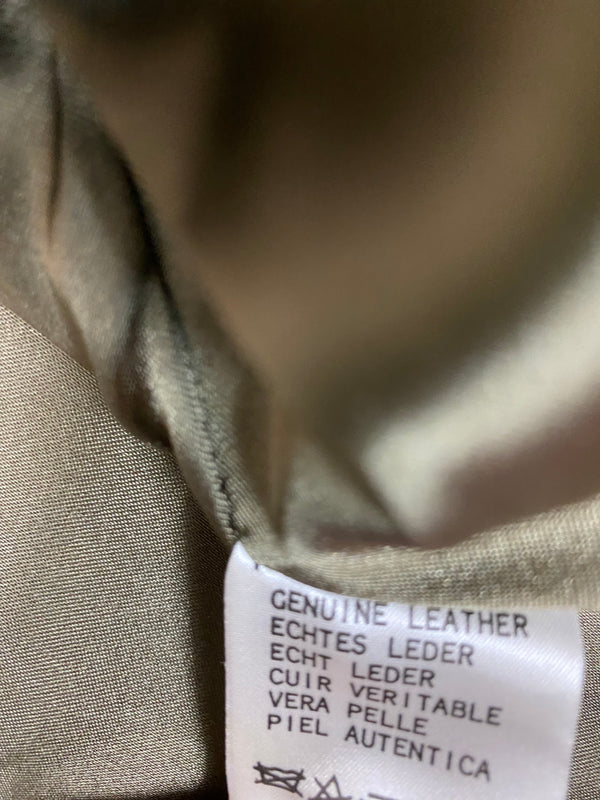 GENUINE LEATHER
ECHTES LEDER
ECHT LEDER
CUIR VERITABLE
VERA PELLE
PIEL AUTENTICA